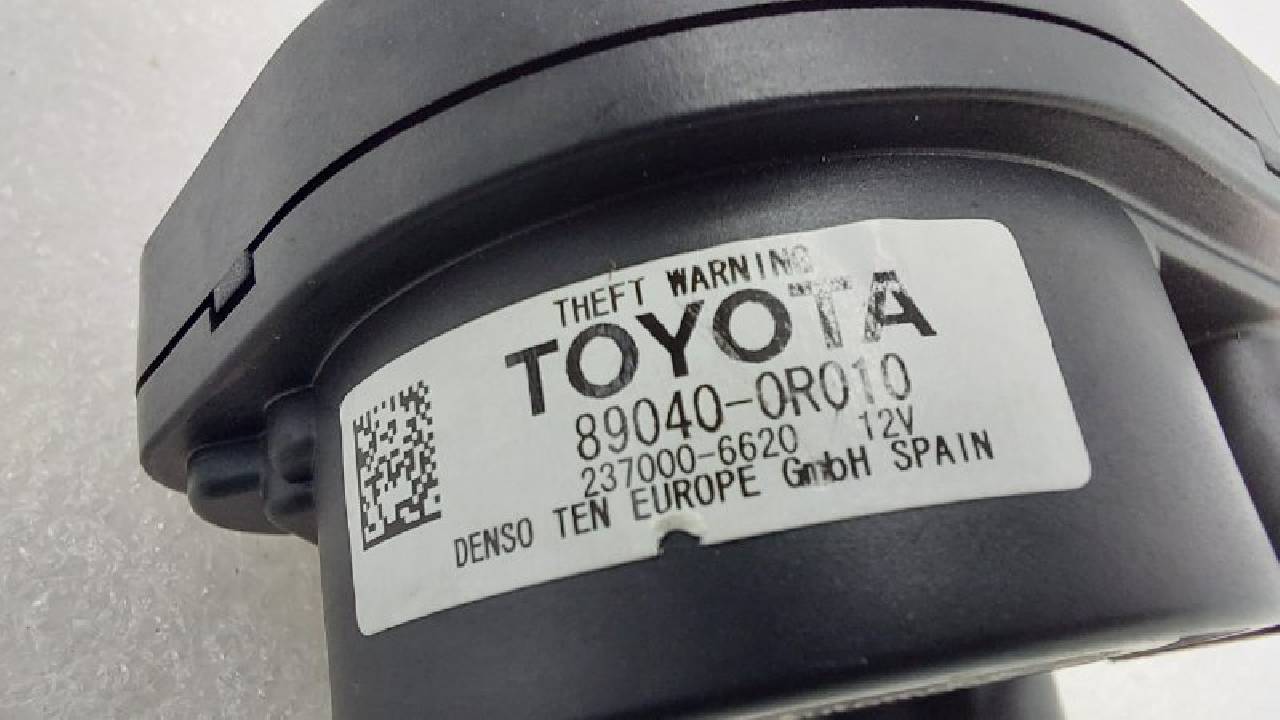 THEFT WARNING
TOYOTA
89040-0R010
237000-6620 12V
DENSO TEN EUROPE GmbH SPAIN